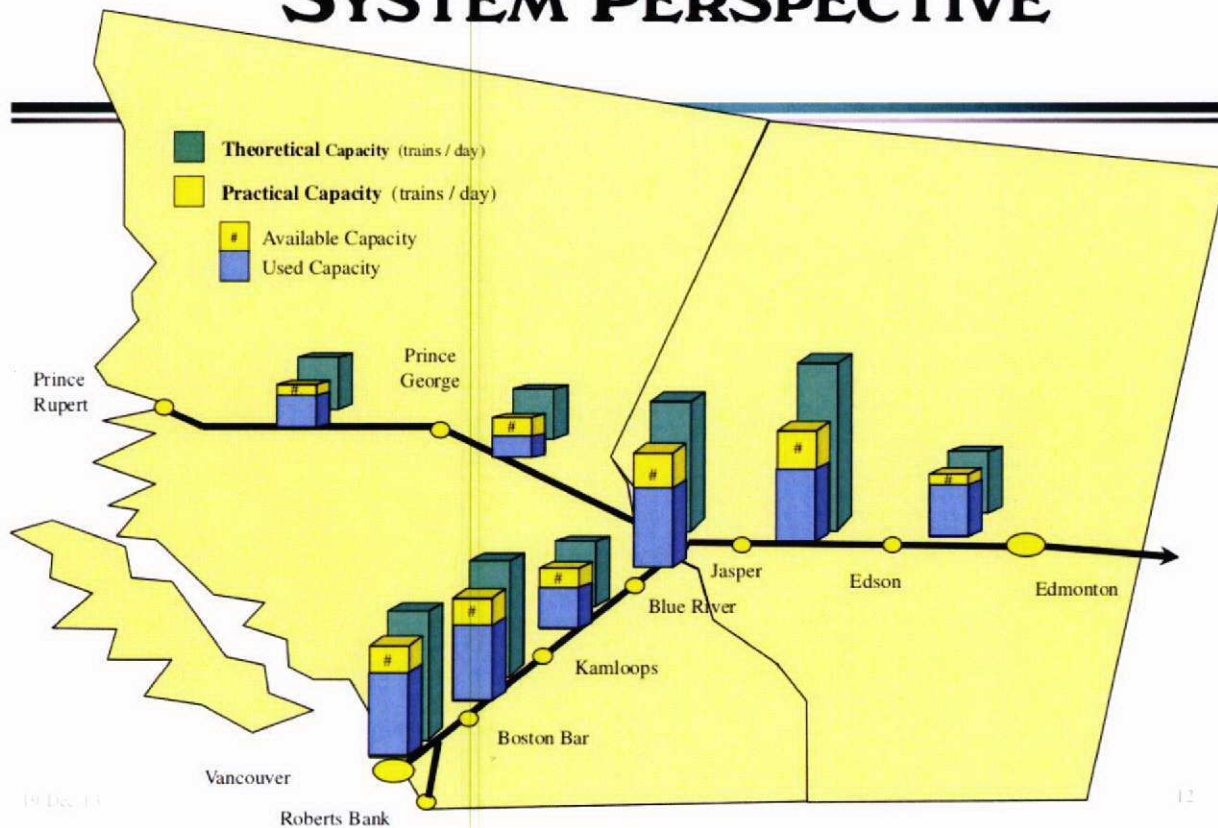 SYSTEM PERSPECTIVE
Theoretical Capacity (trains / day)
Practical Capacity (trains / day)
# Available Capacity
Used Capacity
Prince
Rupert
#
Prince
George
#
#
#
#
Jasper
Edson
Edmonton
Blue River
#
Kamloops
#
Boston Bar
#
Vancouver
Roberts Bank
12